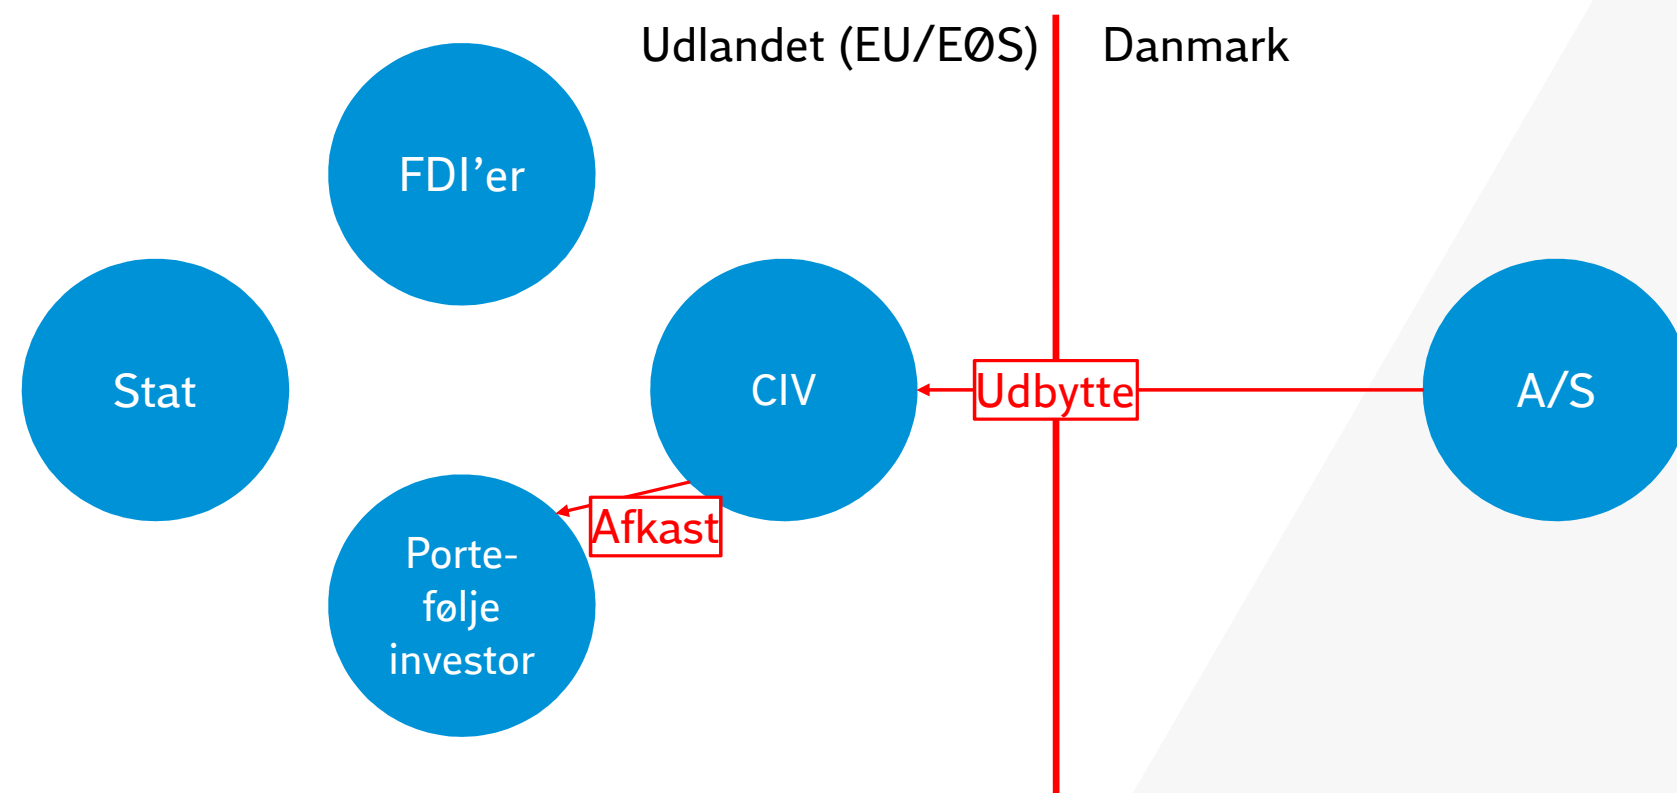 Udlandet (EU/EØS)
Danmark
FDI’er
Stat
CIV
Udbytte
A/S
Afkast
Porte-
følje
investor